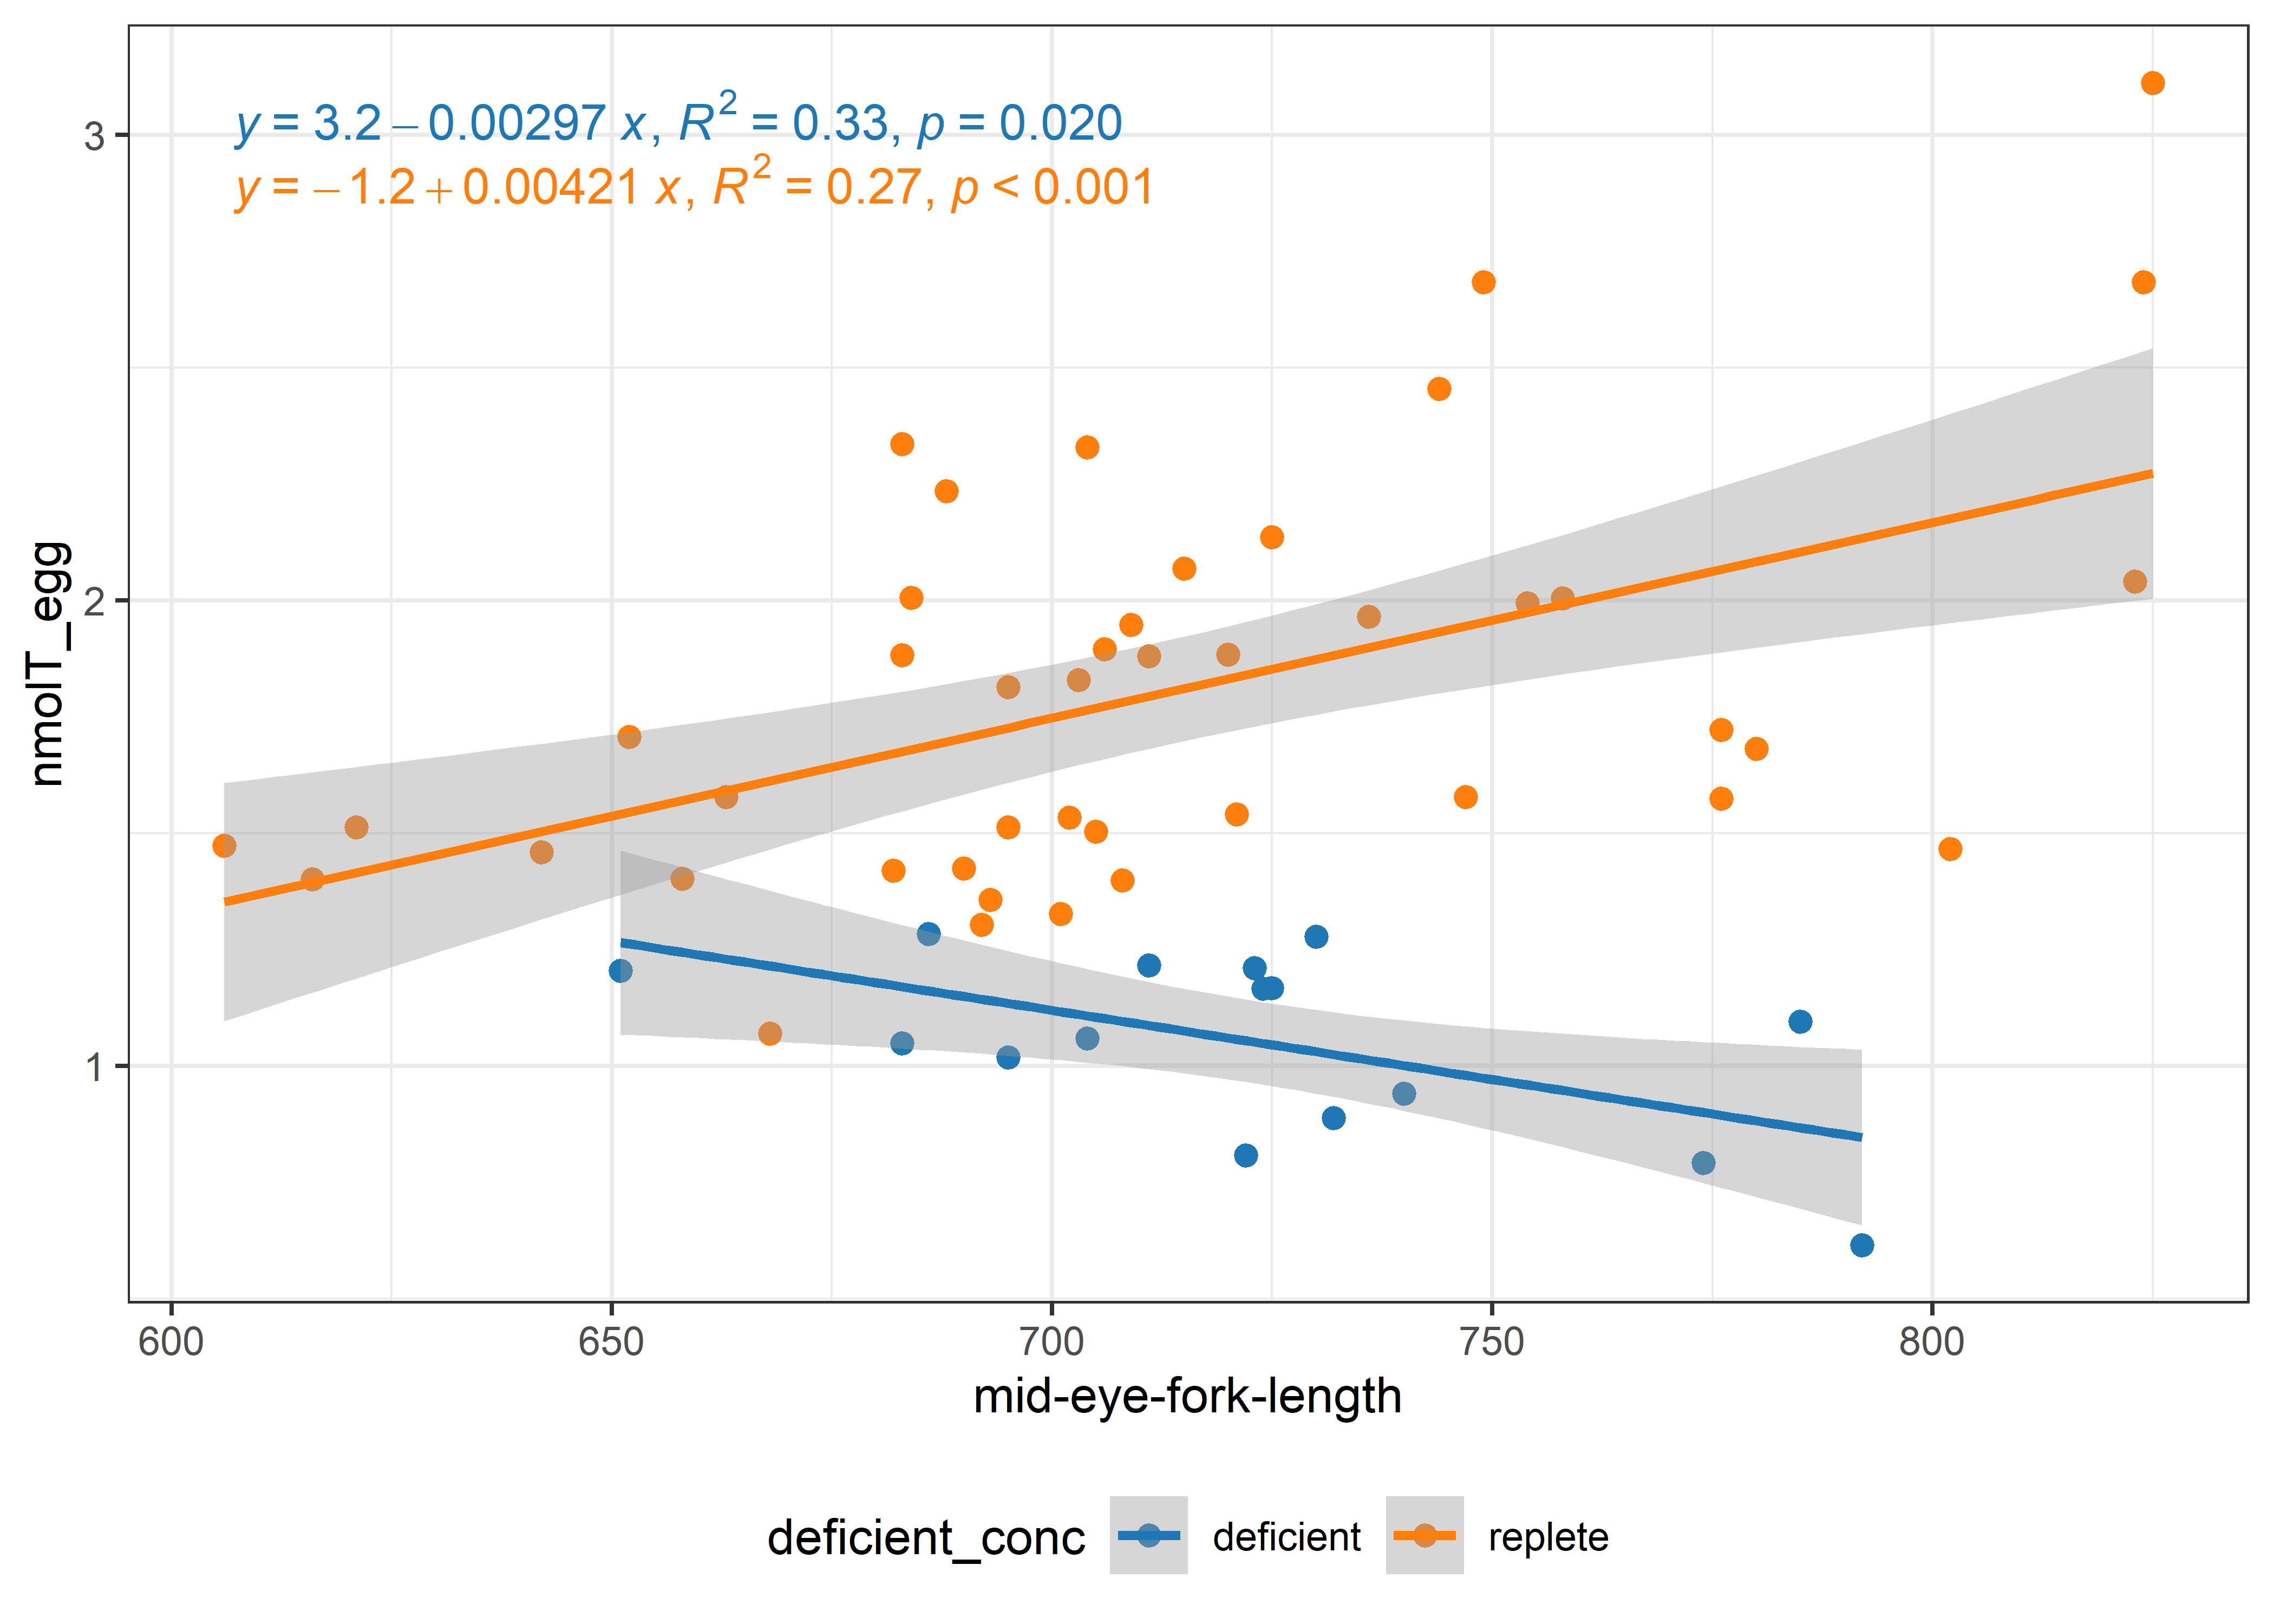 y = 3.2 − 0.00297 x, R² = 0.33, p = 0.020
y = − 1.2 + 0.00421 x, R² = 0.27, p < 0.001
3
2
1
nmolT_egg
600 650 700 750 800
mid-eye-fork-length
deficient_conc deficient replete